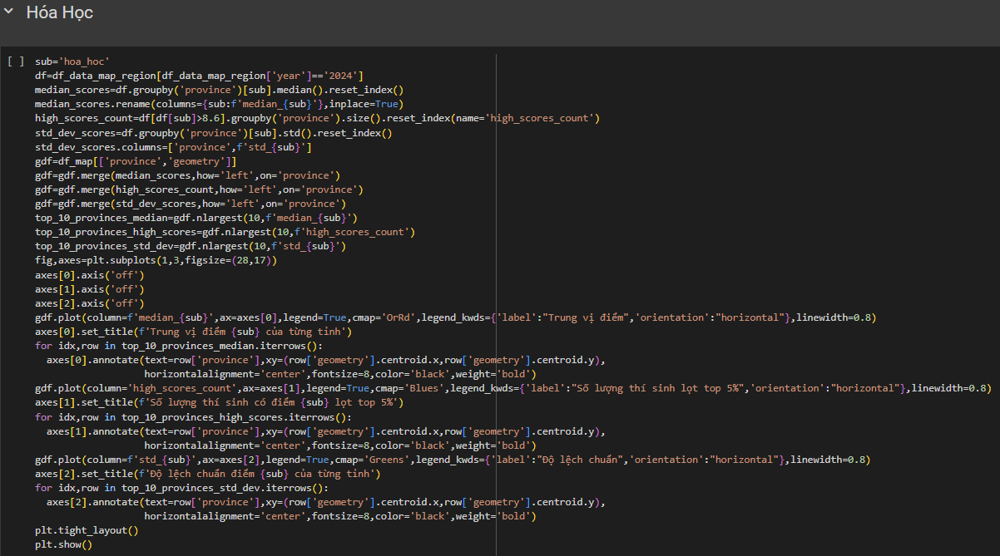 Hóa Học
[ ] sub='hoa_hoc'
df=df_data_map_region[df_data_map_region['year']=='2024']
median_scores=df.groupby('province')[sub].median().reset_index()
median_scores.rename(columns={sub:f'median_{sub}'},inplace=True)
high_scores_count=df[df[sub]>8.6].groupby('province').size().reset_index(name='high_scores_count')
std_dev_scores=df.groupby('province')[sub].std().reset_index()
std_dev_scores.columns=['province',f'std_{sub}']
gdf=df_map[['province','geometry']]
gdf=gdf.merge(median_scores,how='left',on='province')
gdf=gdf.merge(high_scores_count,how='left',on='province')
gdf=gdf.merge(std_dev_scores,how='left',on='province')
top_10_provinces_median=gdf.nlargest(10,f'median_{sub}')
top_10_provinces_high_scores=gdf.nlargest(10,f'high_scores_count')
top_10_provinces_std_dev=gdf.nlargest(10,f'std_{sub}')
fig,axes=plt.subplots(1,3,figsize=(28,17))
axes[0].axis('off')
axes[1].axis('off')
axes[2].axis('off')
gdf.plot(column=f'median_{sub}',ax=axes[0],legend=True,cmap='OrRd',legend_kwds={'label':"Trung vị điểm",'orientation':"horizontal"},linewidth=0.8)
axes[0].set_title(f'Trung vị điểm {sub} của từng tỉnh')
for idx,row in top_10_provinces_median.iterrows():
  axes[0].annotate(text=row['province'],xy=(row['geometry'].centroid.x,row['geometry'].centroid.y),
                   horizontalalignment='center',fontsize=8,color='black',weight='bold')
gdf.plot(column='high_scores_count',ax=axes[1],legend=True,cmap='Blues',legend_kwds={'label':"Số lượng thí sinh lọt top 5%",'orientation':"horizontal"},linewidth=0.8)
axes[1].set_title(f'Số lượng thí sinh có điểm {sub} lọt top 5%')
for idx,row in top_10_provinces_high_scores.iterrows():
  axes[1].annotate(text=row['province'],xy=(row['geometry'].centroid.x,row['geometry'].centroid.y),
                   horizontalalignment='center',fontsize=8,color='black',weight='bold')
gdf.plot(column=f'std_{sub}',ax=axes[2],legend=True,cmap='Greens',legend_kwds={'label':"Độ lệch chuẩn",'orientation':"horizontal"},linewidth=0.8)
axes[2].set_title(f'Độ lệch chuẩn điểm {sub} của từng tỉnh')
for idx,row in top_10_provinces_std_dev.iterrows():
  axes[2].annotate(text=row['province'],xy=(row['geometry'].centroid.x,row['geometry'].centroid.y),
                   horizontalalignment='center',fontsize=8,color='black',weight='bold')
plt.tight_layout()
plt.show()